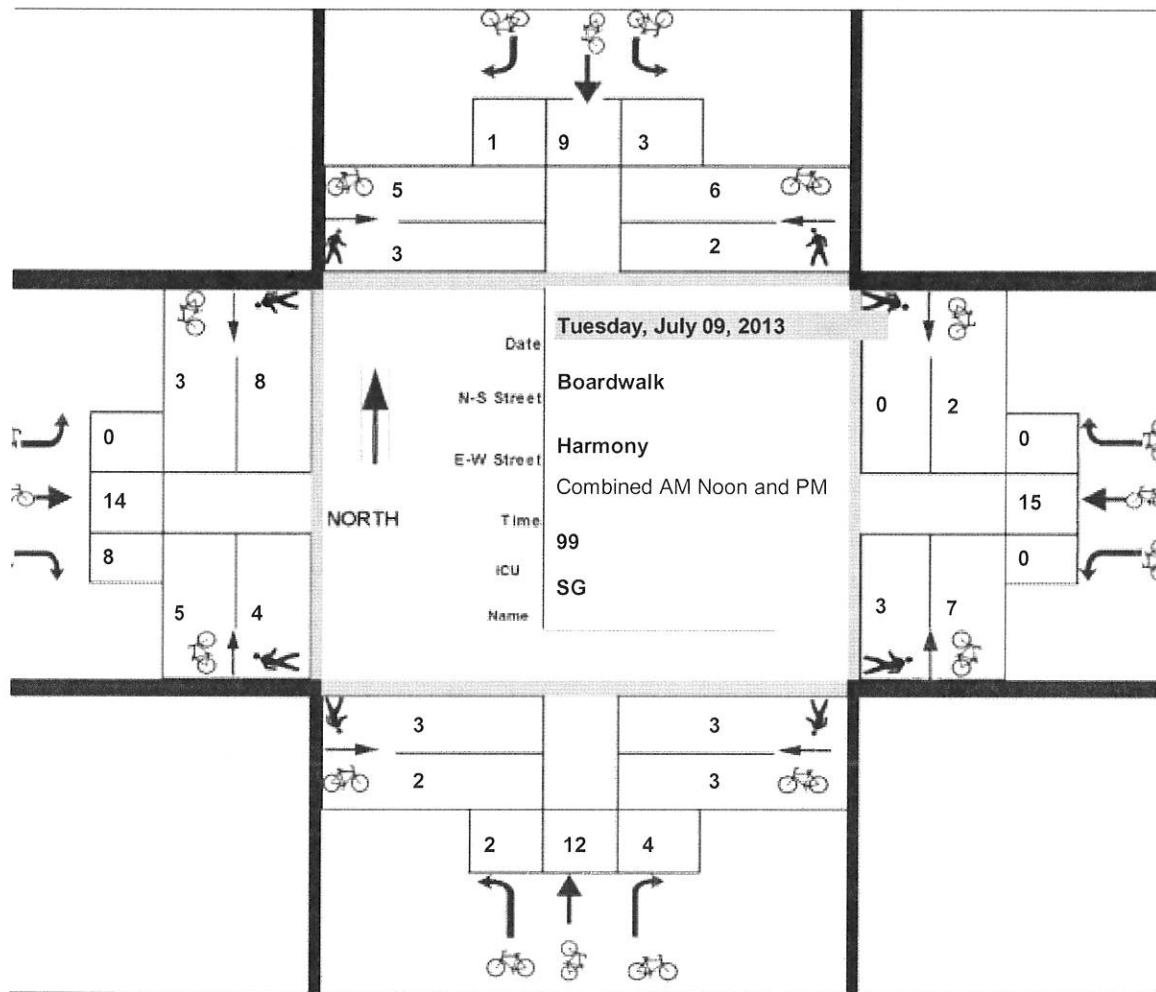 1 9 3
5 6
3 2
Date Tuesday, July 09, 2013
N-S Street Boardwalk
E-W Street Harmony
Time Combined AM Noon and PM
ICU 99
Name SG
NORTH
3 8
0
14
8
5 4
0 2
0
15
0
3 7
3 3
2 3
2 12 4